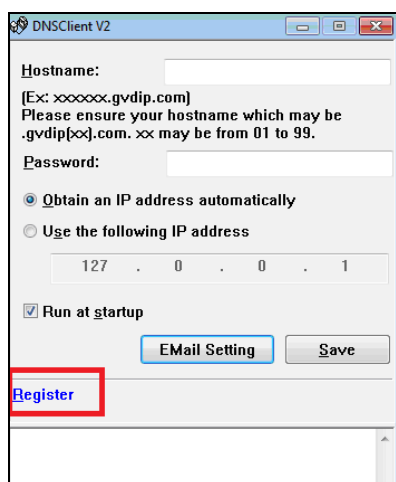 DNSClient V2
Hostname:
(Ex: xxxxxx.gvdip.com)
Please ensure your hostname which may be
.gvdip(xx).com. xx may be from 01 to 99.
Password:
Obtain an IP address automatically
Use the following IP address
127 . 0 . 0 . 1
Run at startup
EMail Setting Save
Register